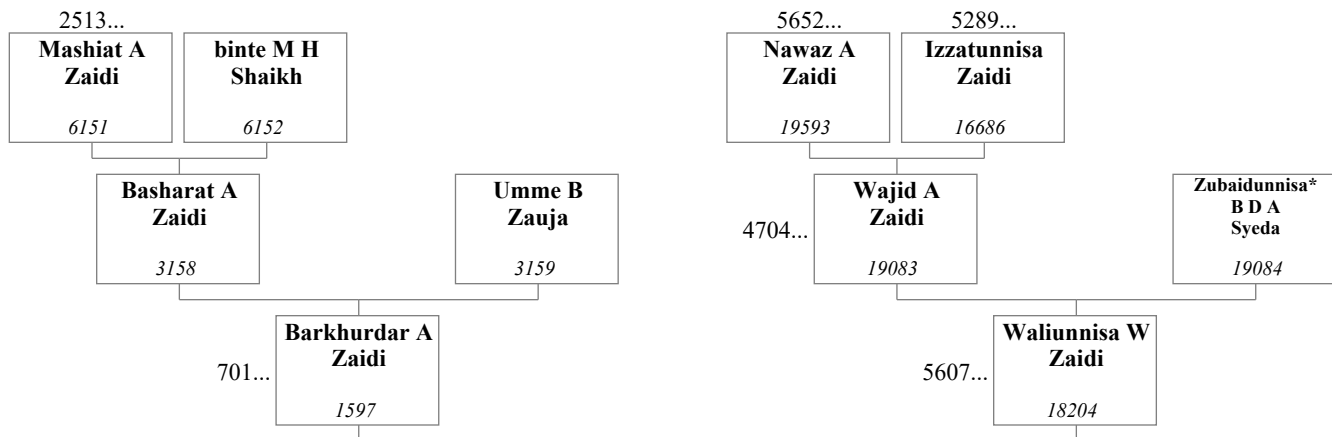 2513...
Mashiat A
Zaidi
6151
binte M H
Shaikh
6152
5652...
Nawaz A
Zaidi
19593
5289...
Izzatunnisa
Zaidi
16686
Basharat A
Zaidi
3158
Umme B
Zauja
3159
4704...
Wajid A
Zaidi
19083
Zubaidunnisa*
B D A
Syeda
19084
701...
Barkhurdar A
Zaidi
1597
5607...
Waliunnisa W
Zaidi
18204